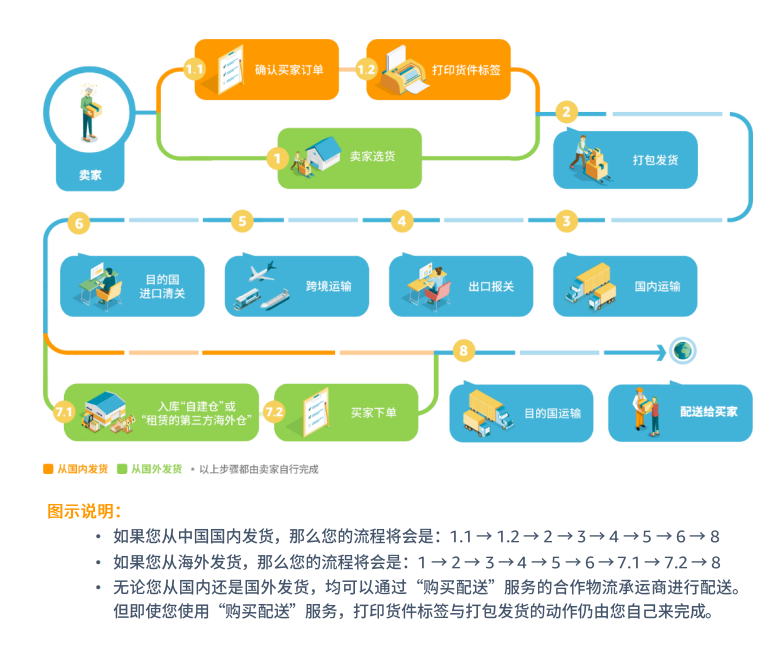 1.1
确认买家订单
1.2
打印货件标签
卖家
1
卖家选货
2
打包发货
6
5
4
3
目的国
进口清关
跨境运输
出口报关
国内运输
8
7.1
入库“自建仓”或
“租赁的第三方海外仓”
7.2
买家下单
目的国运输
配送给买家
从国内发货 从国外发货 * 以上步骤都由卖家自行完成
图示说明：
• 如果您从中国国内发货，那么您的流程将会是：1.1 → 1.2 → 2 → 3 → 4 → 5 → 6 → 8
• 如果您从海外发货，那么您的流程将会是：1 → 2 → 3 → 4 → 5 → 6 → 7.1 → 7.2 → 8
• 无论您从国内还是国外发货，均可以通过“购买配送”服务的合作物流承运商进行配送。
但即使您使用“购买配送”服务，打印货件标签与打包发货的动作仍由您自己来完成。